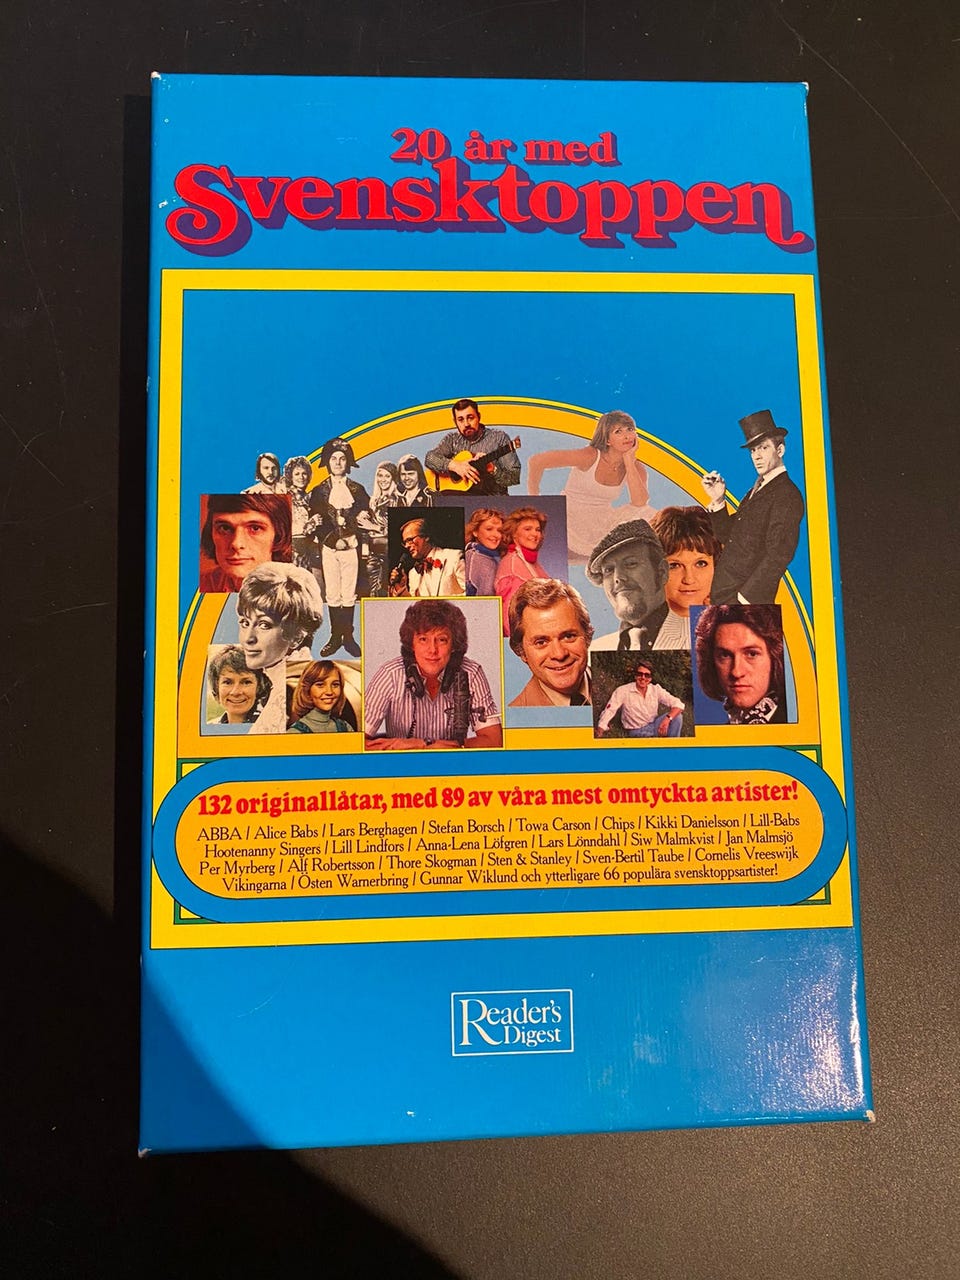 20 år med
Svensktoppen
132 originallåtar, med 89 av våra mest omtyckta artister!
ABBA / Alice Babs / Lars Berghagen / Stefan Borsch / Towa Carson / Chips / Kikki Danielsson / Lill-Babs
Hootenanny Singers / Lill Lindfors / Anna-Lena Löfgren / Lars Lönndahl / Siw Malmkvist / Jan Malmsjö
Per Myrberg / Alf Robertsson / Thore Skogman / Sten & Stanley / Sven-Bertil Taube / Cornelis Vreeswijk
Vikingarna / Östen Warnerbring / Gunnar Wiklund och ytterligare 66 populära svensktoppsartister!
Reader's
Digest